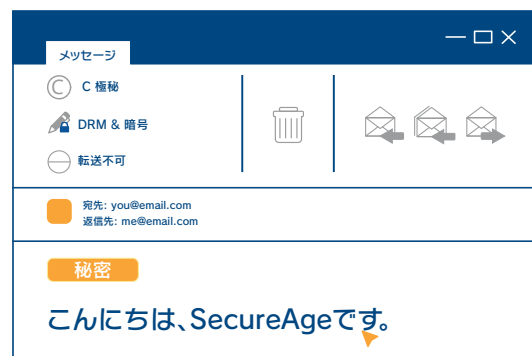 メッセージ
C 極秘
DRM & 暗号
転送不可
宛先: you@email.com
返信先: me@email.com
秘密
こんにちは、SecureAgeです。